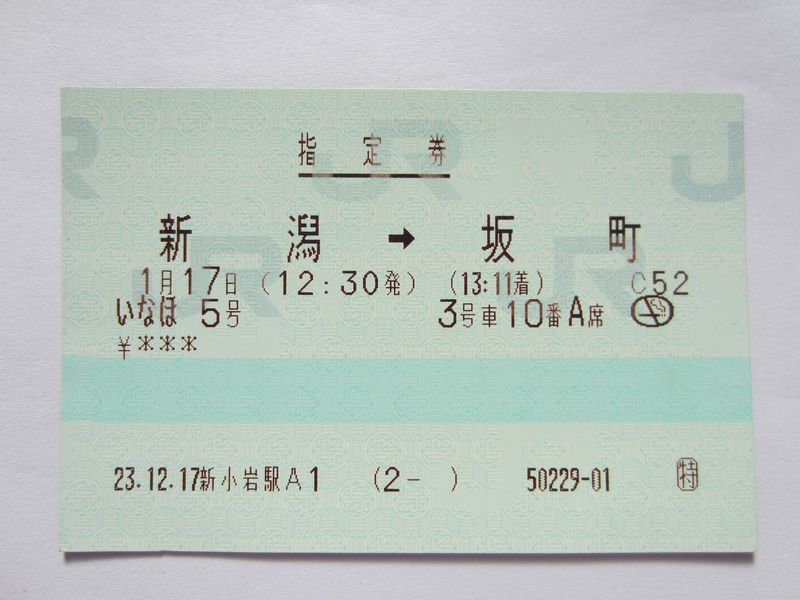 指定券
新潟 → 坂町
1月17日 (12:30発) (13:11着) C52
いなほ 5号 3号車10番A席
¥***
23.12.17新小岩駅A1 (2- ) 50229-01 特